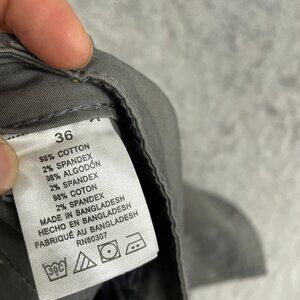 36
98% COTTON
2% SPANDEX
98% ALGODÓN
2% SPANDEX
98% COTON
2% SPANDEX
MADE IN BANGLADESH
HECHO EN BANGLADESH
FABRIQUÉ AU BANGLADESH
RN60307